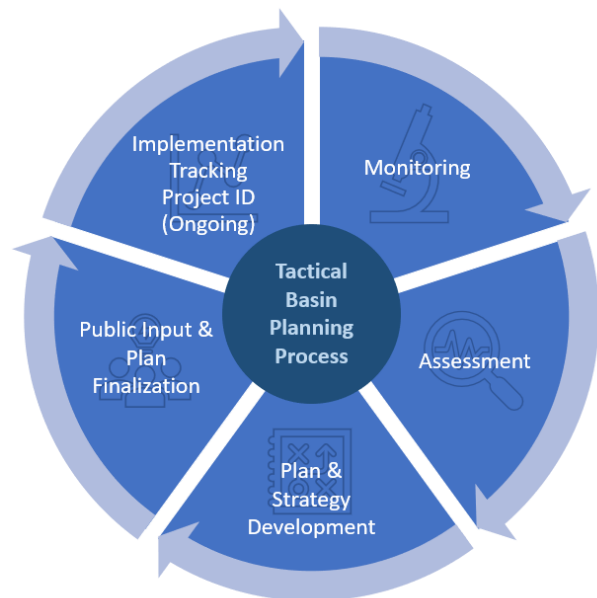 Implementation
Tracking
Project ID
(Ongoing)
Monitoring
Tactical
Basin
Planning
Process
Public Input &
Plan
Finalization
Assessment
Plan &
Strategy
Development